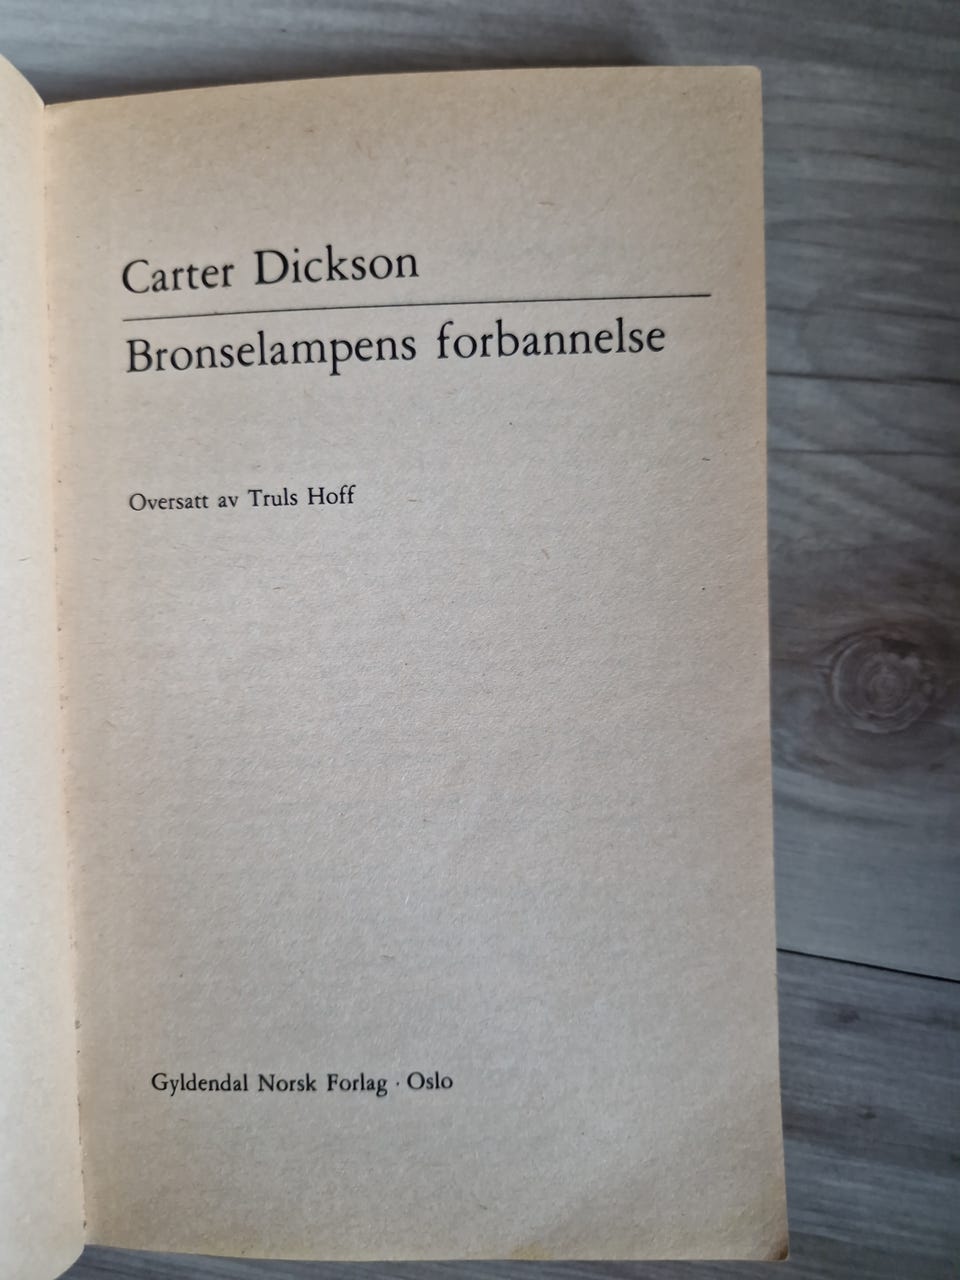 Carter Dickson
Bronselampens forbannelse
Oversatt av Truls Hoff
Gyldendal Norsk Forlag · Oslo